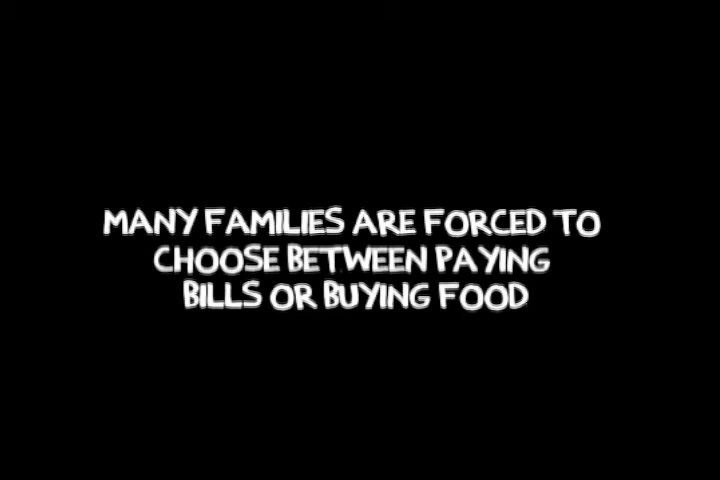 MANY FAMILIES ARE FORCED TO
CHOOSE BETWEEN PAYING
BILLS OR BUYING FOOD